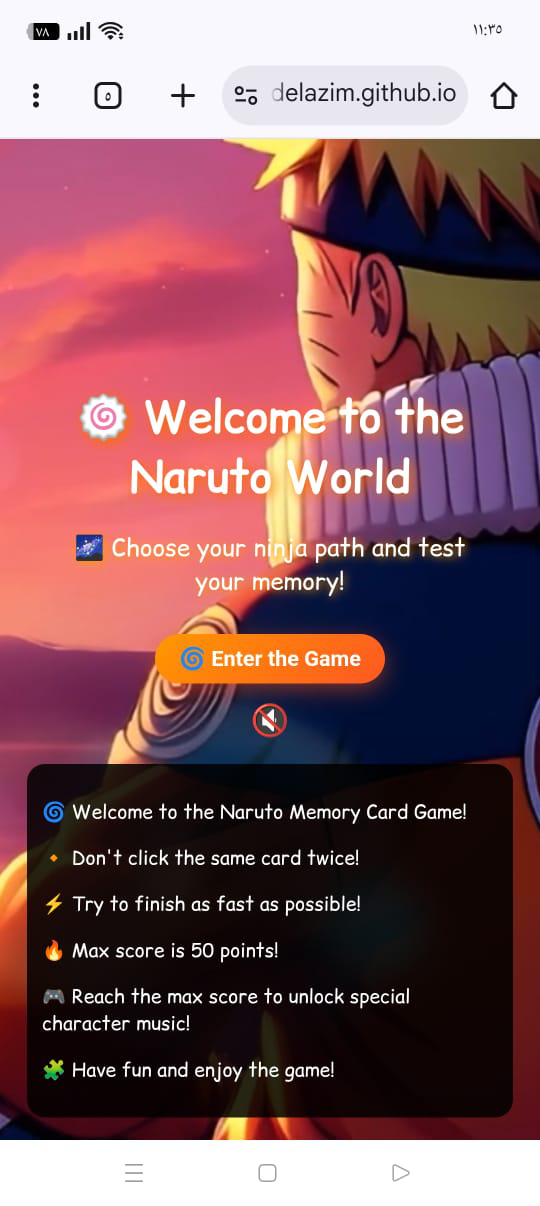 ٧٨
١١:٣٥
٥
delazim.github.io
🍥 Welcome to the
Naruto World
🌌 Choose your ninja path and test
your memory!
🌀 Enter the Game
🔇
🌀 Welcome to the Naruto Memory Card Game!
🔸 Don't click the same card twice!
⚡ Try to finish as fast as possible!
🔥 Max score is 50 points!
🎮 Reach the max score to unlock special
character music!
🧩 Have fun and enjoy the game!